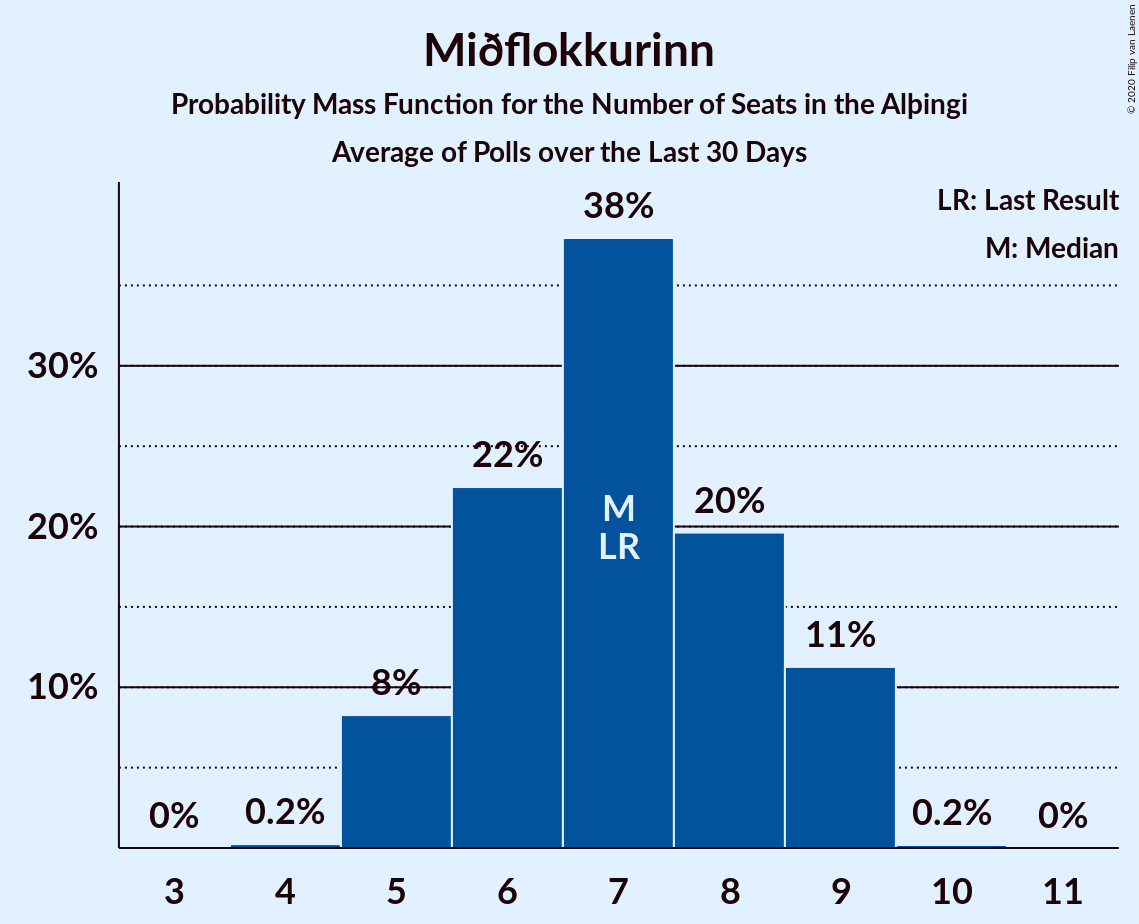 Miðflokkurinn
Probability Mass Function for the Number of Seats in the Alþingi
Average of Polls over the Last 30 Days
© 2020 Filip van Laenen
LR: Last Result
M: Median
38%
30%
22%
20%
20%
M
LR
11%
10%
8%
0%
0.2%
0.2%
0%
3 4 5 6 7 8 9 10 11